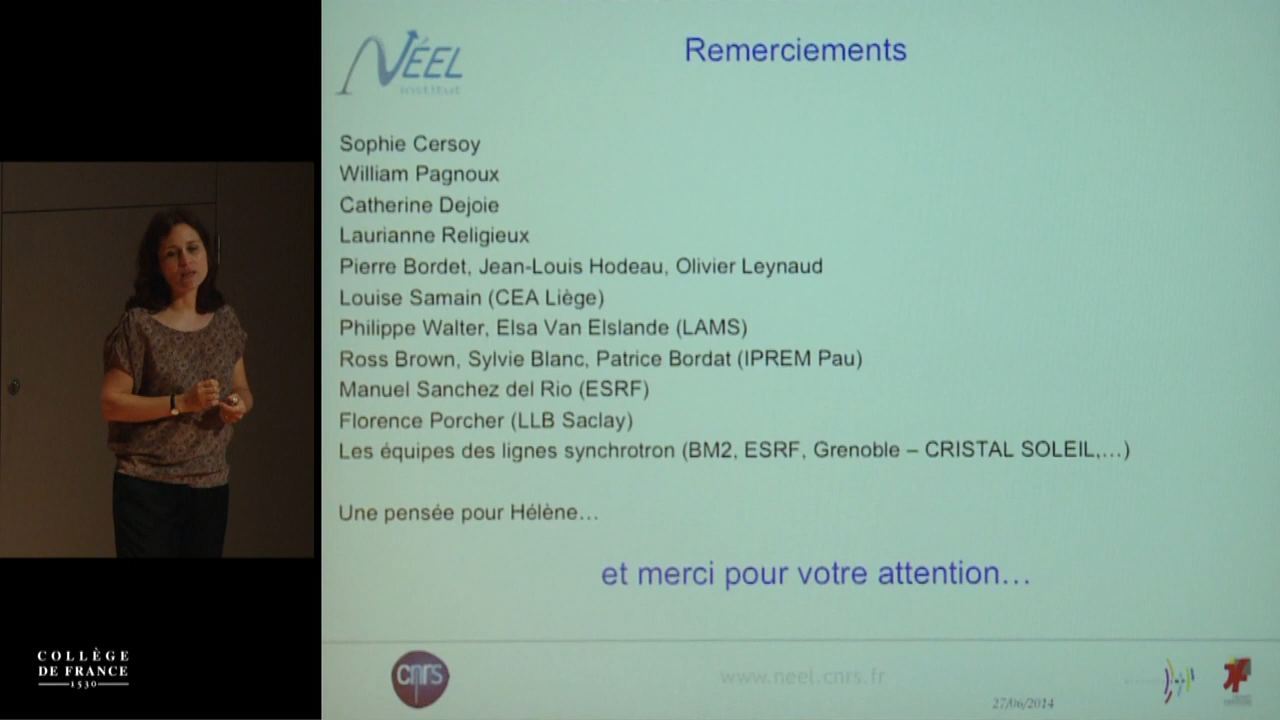 NÉEL
institut
Remerciements
Sophie Cersoy
William Pagnoux
Catherine Dejoie
Laurianne Religieux
Pierre Bordet, Jean-Louis Hodeau, Olivier Leynaud
Louise Samain (CEA Liège)
Philippe Walter, Elsa Van Elslande (LAMS)
Ross Brown, Sylvie Blanc, Patrice Bordat (IPREM Pau)
Manuel Sanchez del Rio (ESRF)
Florence Porcher (LLB Saclay)
Les équipes des lignes synchrotron (BM2, ESRF, Grenoble – CRISTAL SOLEIL,…)
Une pensée pour Hélène…
et merci pour votre attention…
COLLÈGE
DE FRANCE
1530
cnrs
www.neel.cnrs.fr
27/06/2014